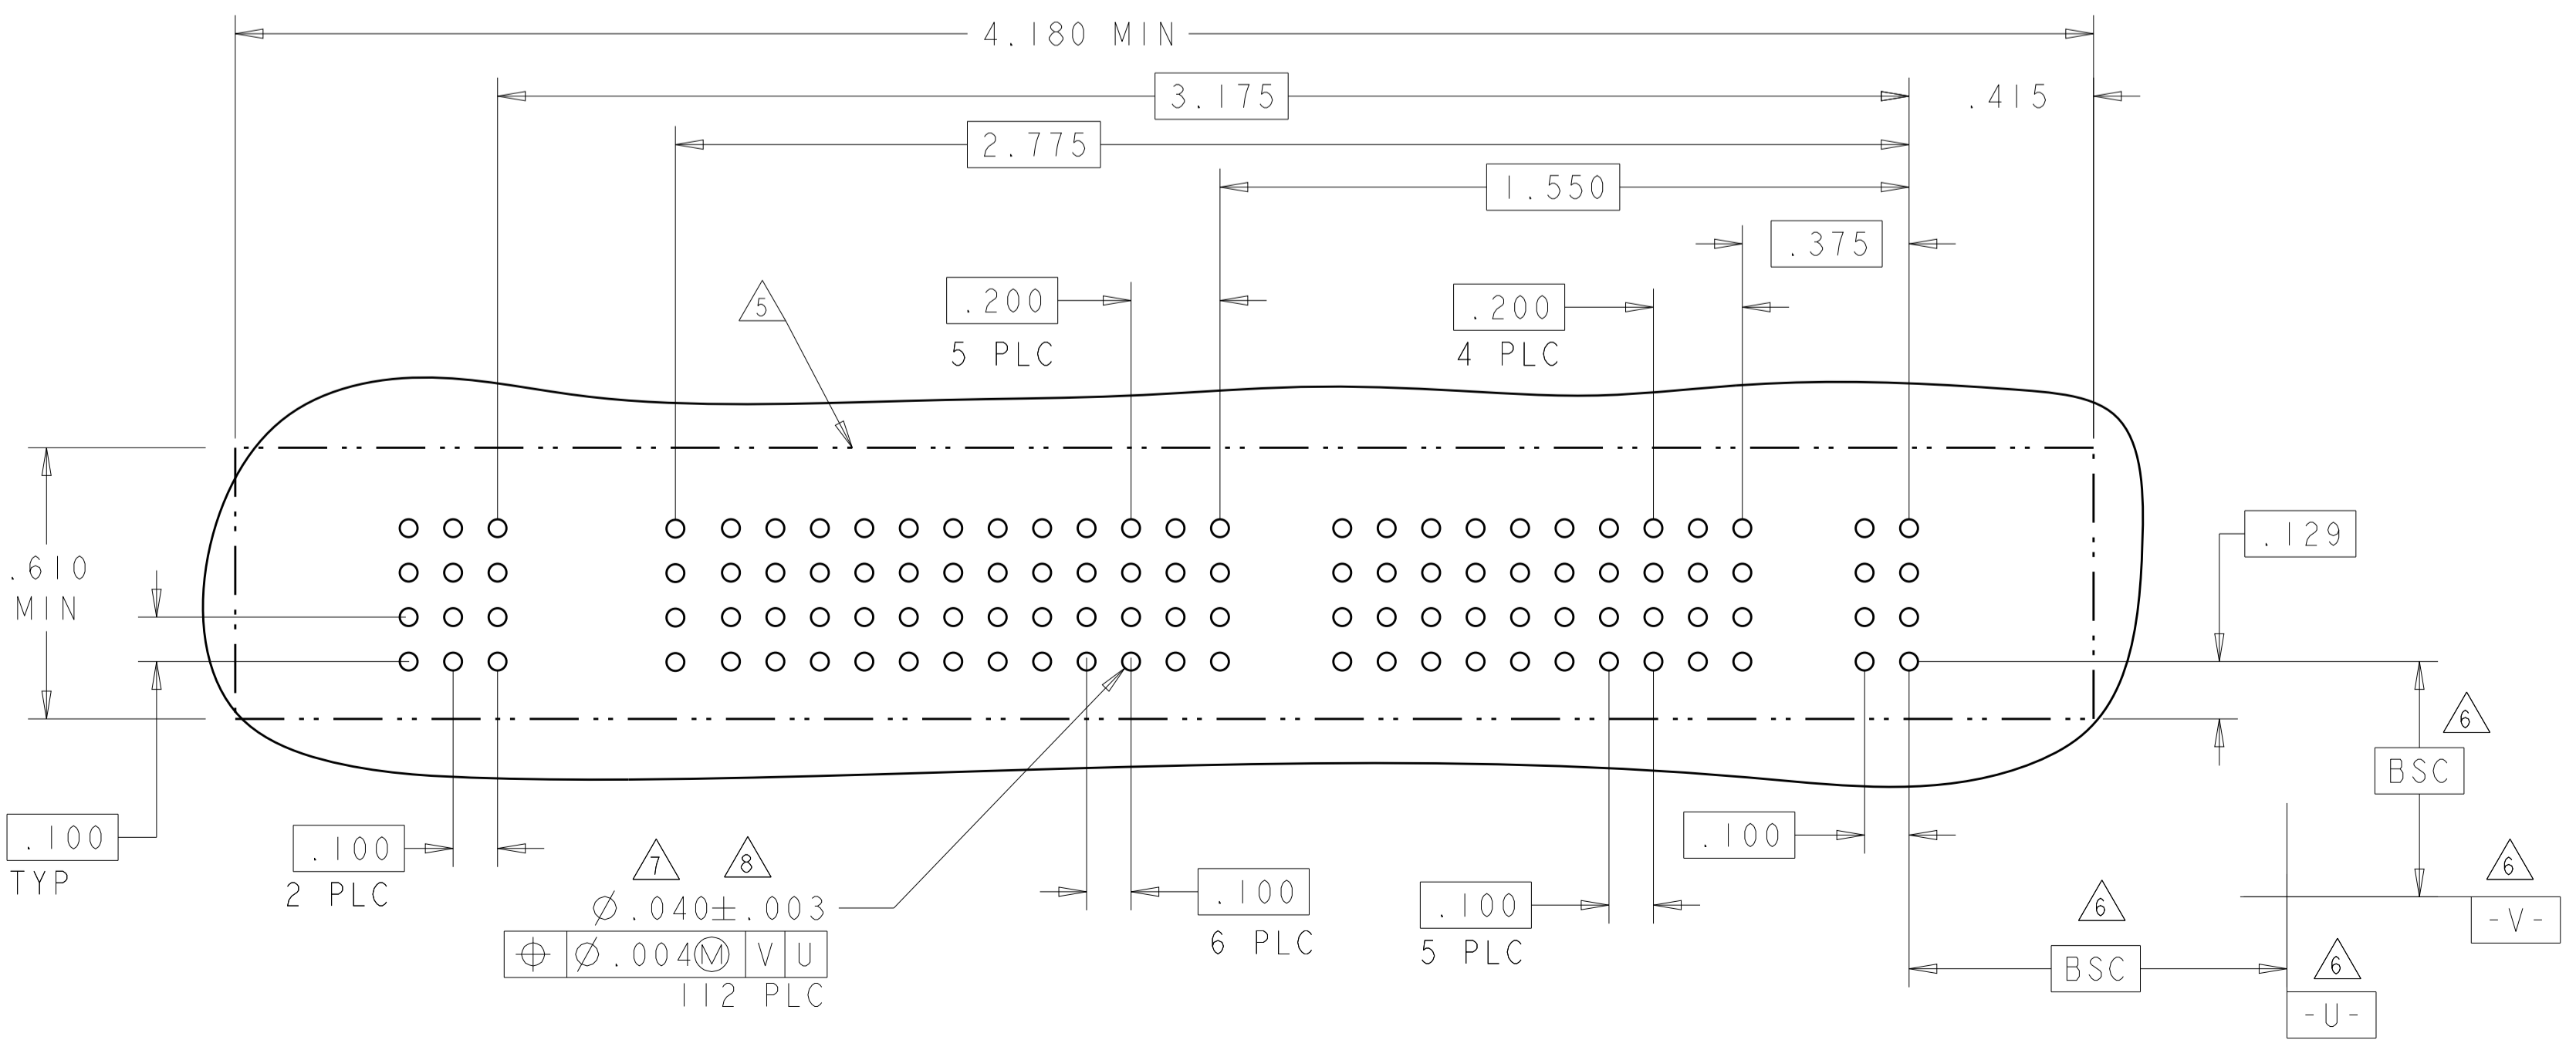 4.180 MIN
3.175
.415
2.775
1.550
.375
.200
5 PLC
.200
4 PLC
5
.129
.610
MIN
6
BSC
.100
TYP
.100
2 PLC
7 8
⌀.040±.003
⌖ ⌀.004Ⓜ V U
112 PLC
.100
6 PLC
.100
5 PLC
.100
6
-V-
6
BSC
6
-U-